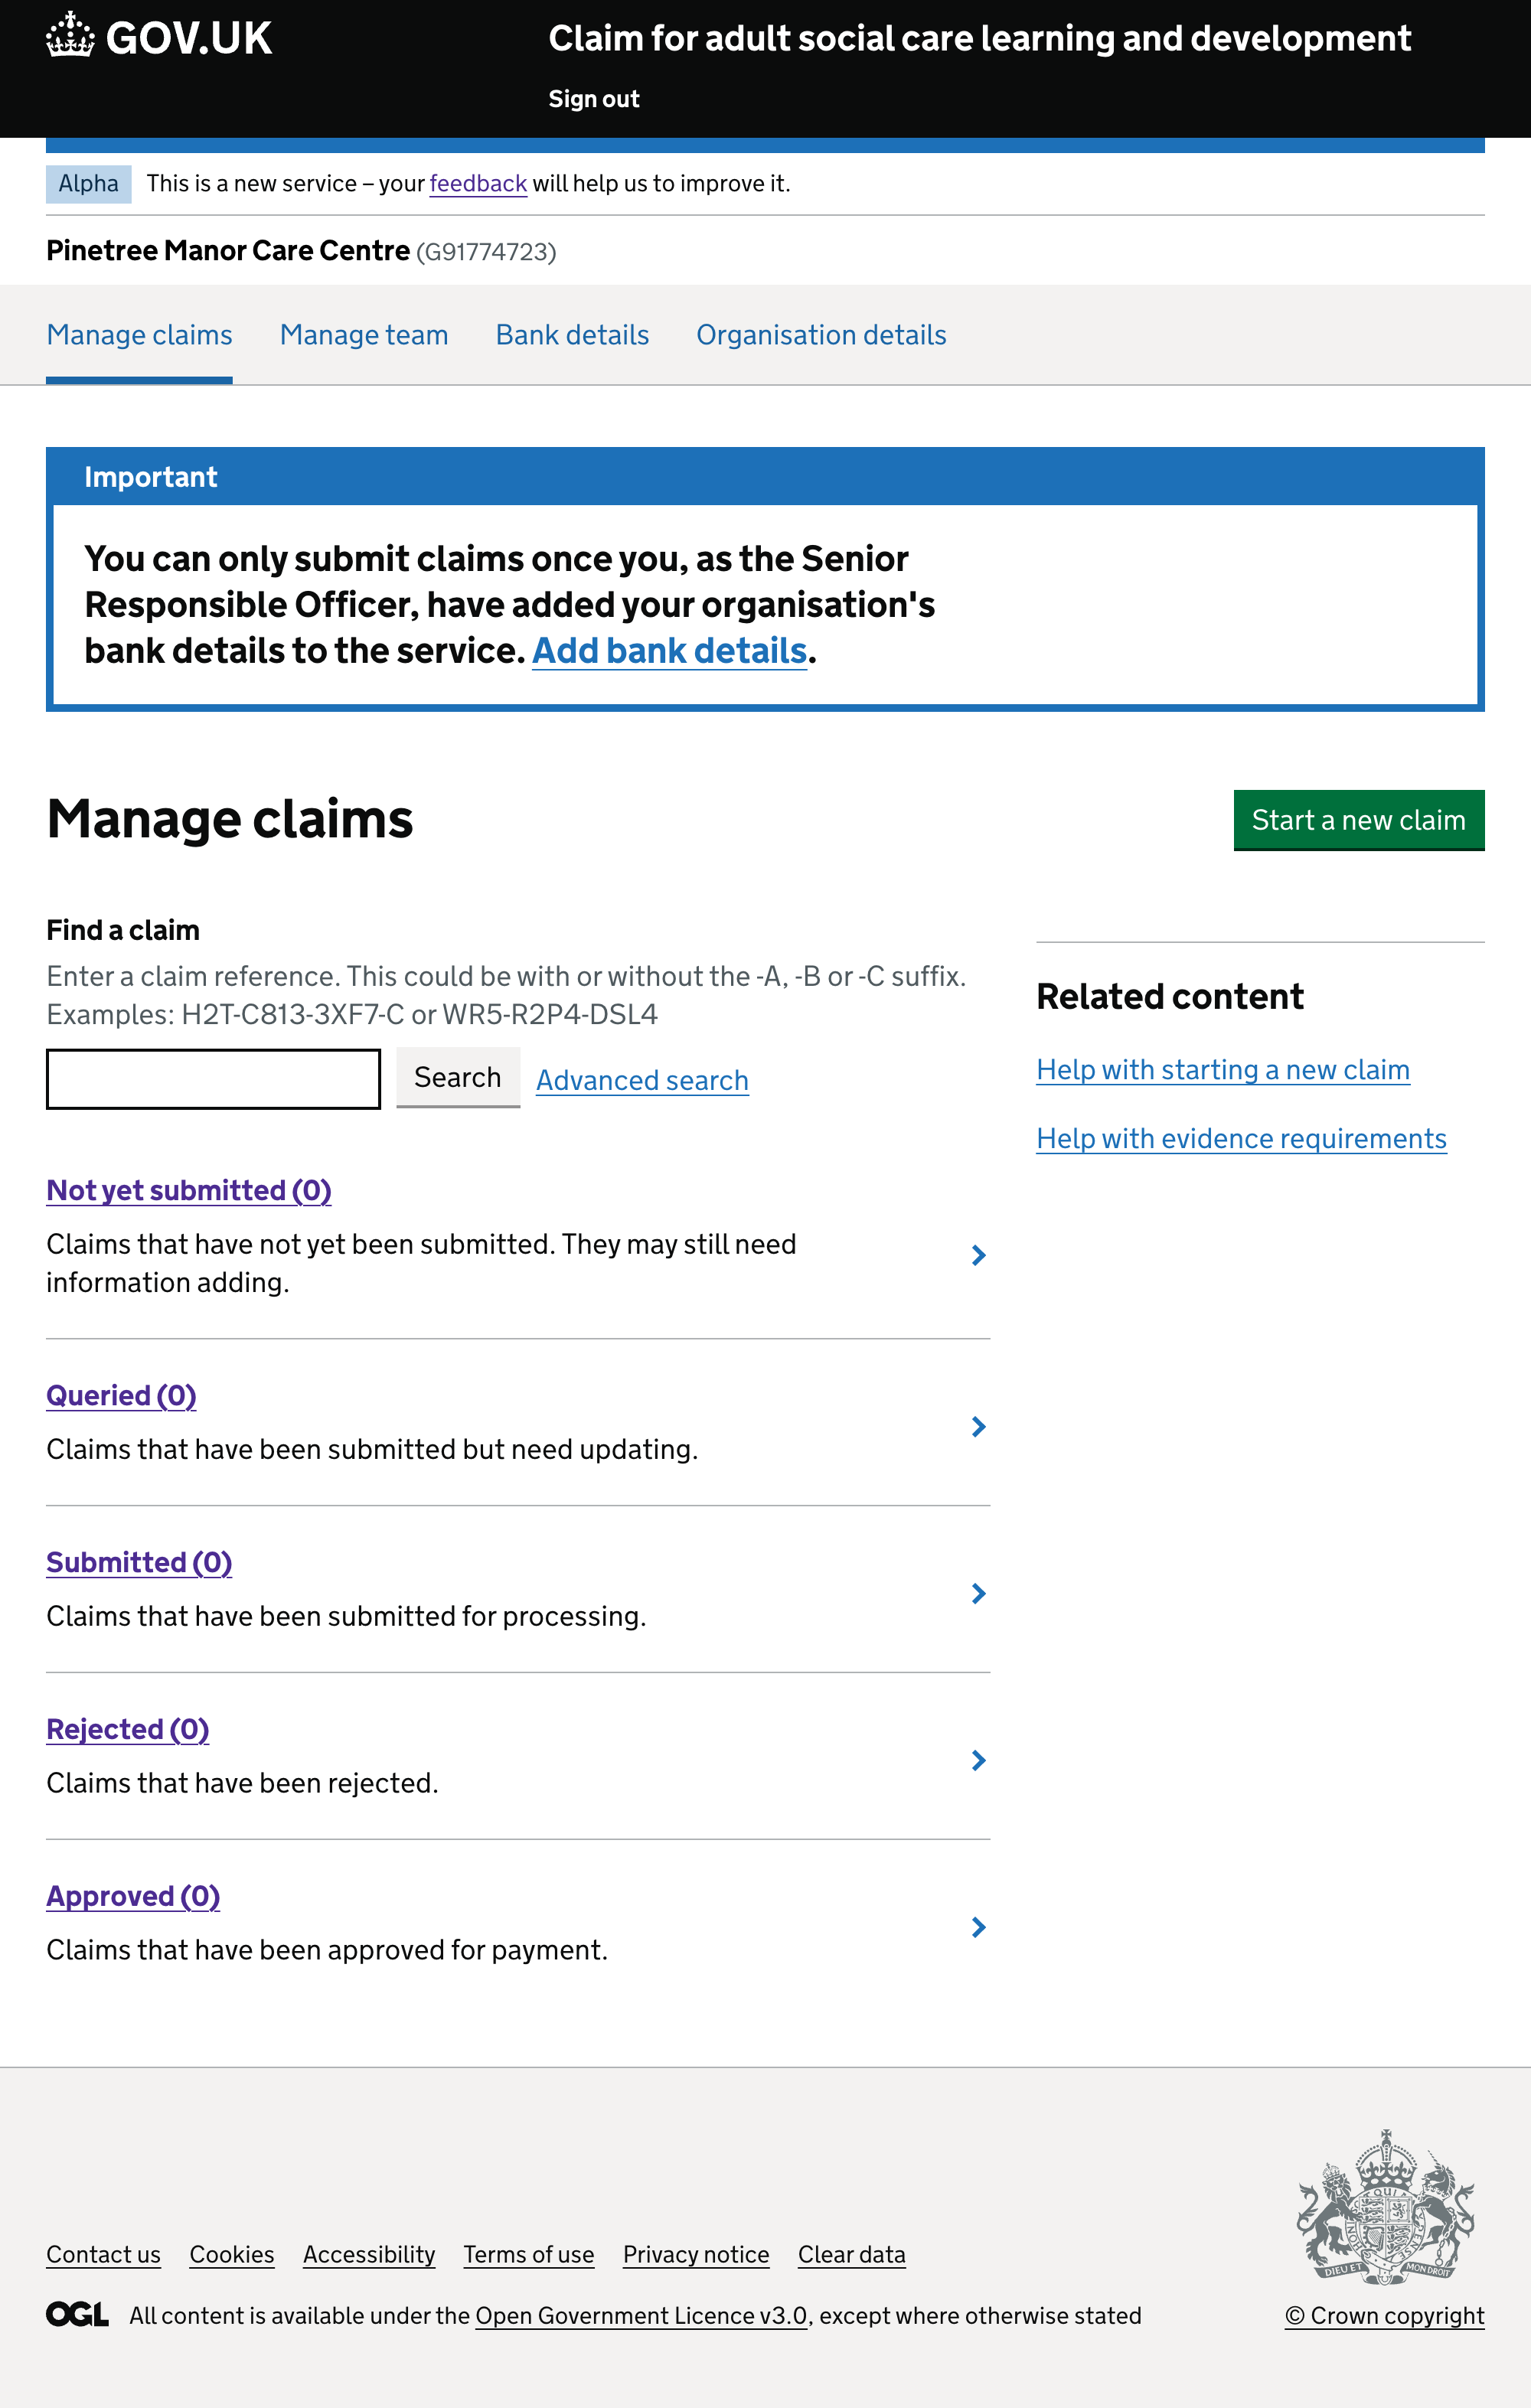 GOV.UK
Claim for adult social care learning and development
Sign out
Alpha
This is a new service – your feedback will help us to improve it.
Pinetree Manor Care Centre (G91774723)
Manage claims
Manage team
Bank details
Organisation details
Important
You can only submit claims once you, as the Senior
Responsible Officer, have added your organisation's
bank details to the service. Add bank details.
Manage claims
Start a new claim
Find a claim
Enter a claim reference. This could be with or without the -A, -B or -C suffix.
Examples: H2T-C813-3XF7-C or WR5-R2P4-DSL4
Search
Advanced search
Related content
Help with starting a new claim
Help with evidence requirements
Not yet submitted (0)
Claims that have not yet been submitted. They may still need
information adding.
Queried (0)
Claims that have been submitted but need updating.
Submitted (0)
Claims that have been submitted for processing.
Rejected (0)
Claims that have been rejected.
Approved (0)
Claims that have been approved for payment.
DIEU ET MON DROIT
Contact us
Cookies
Accessibility
Terms of use
Privacy notice
Clear data
OGL
All content is available under the Open Government Licence v3.0, except where otherwise stated
© Crown copyright